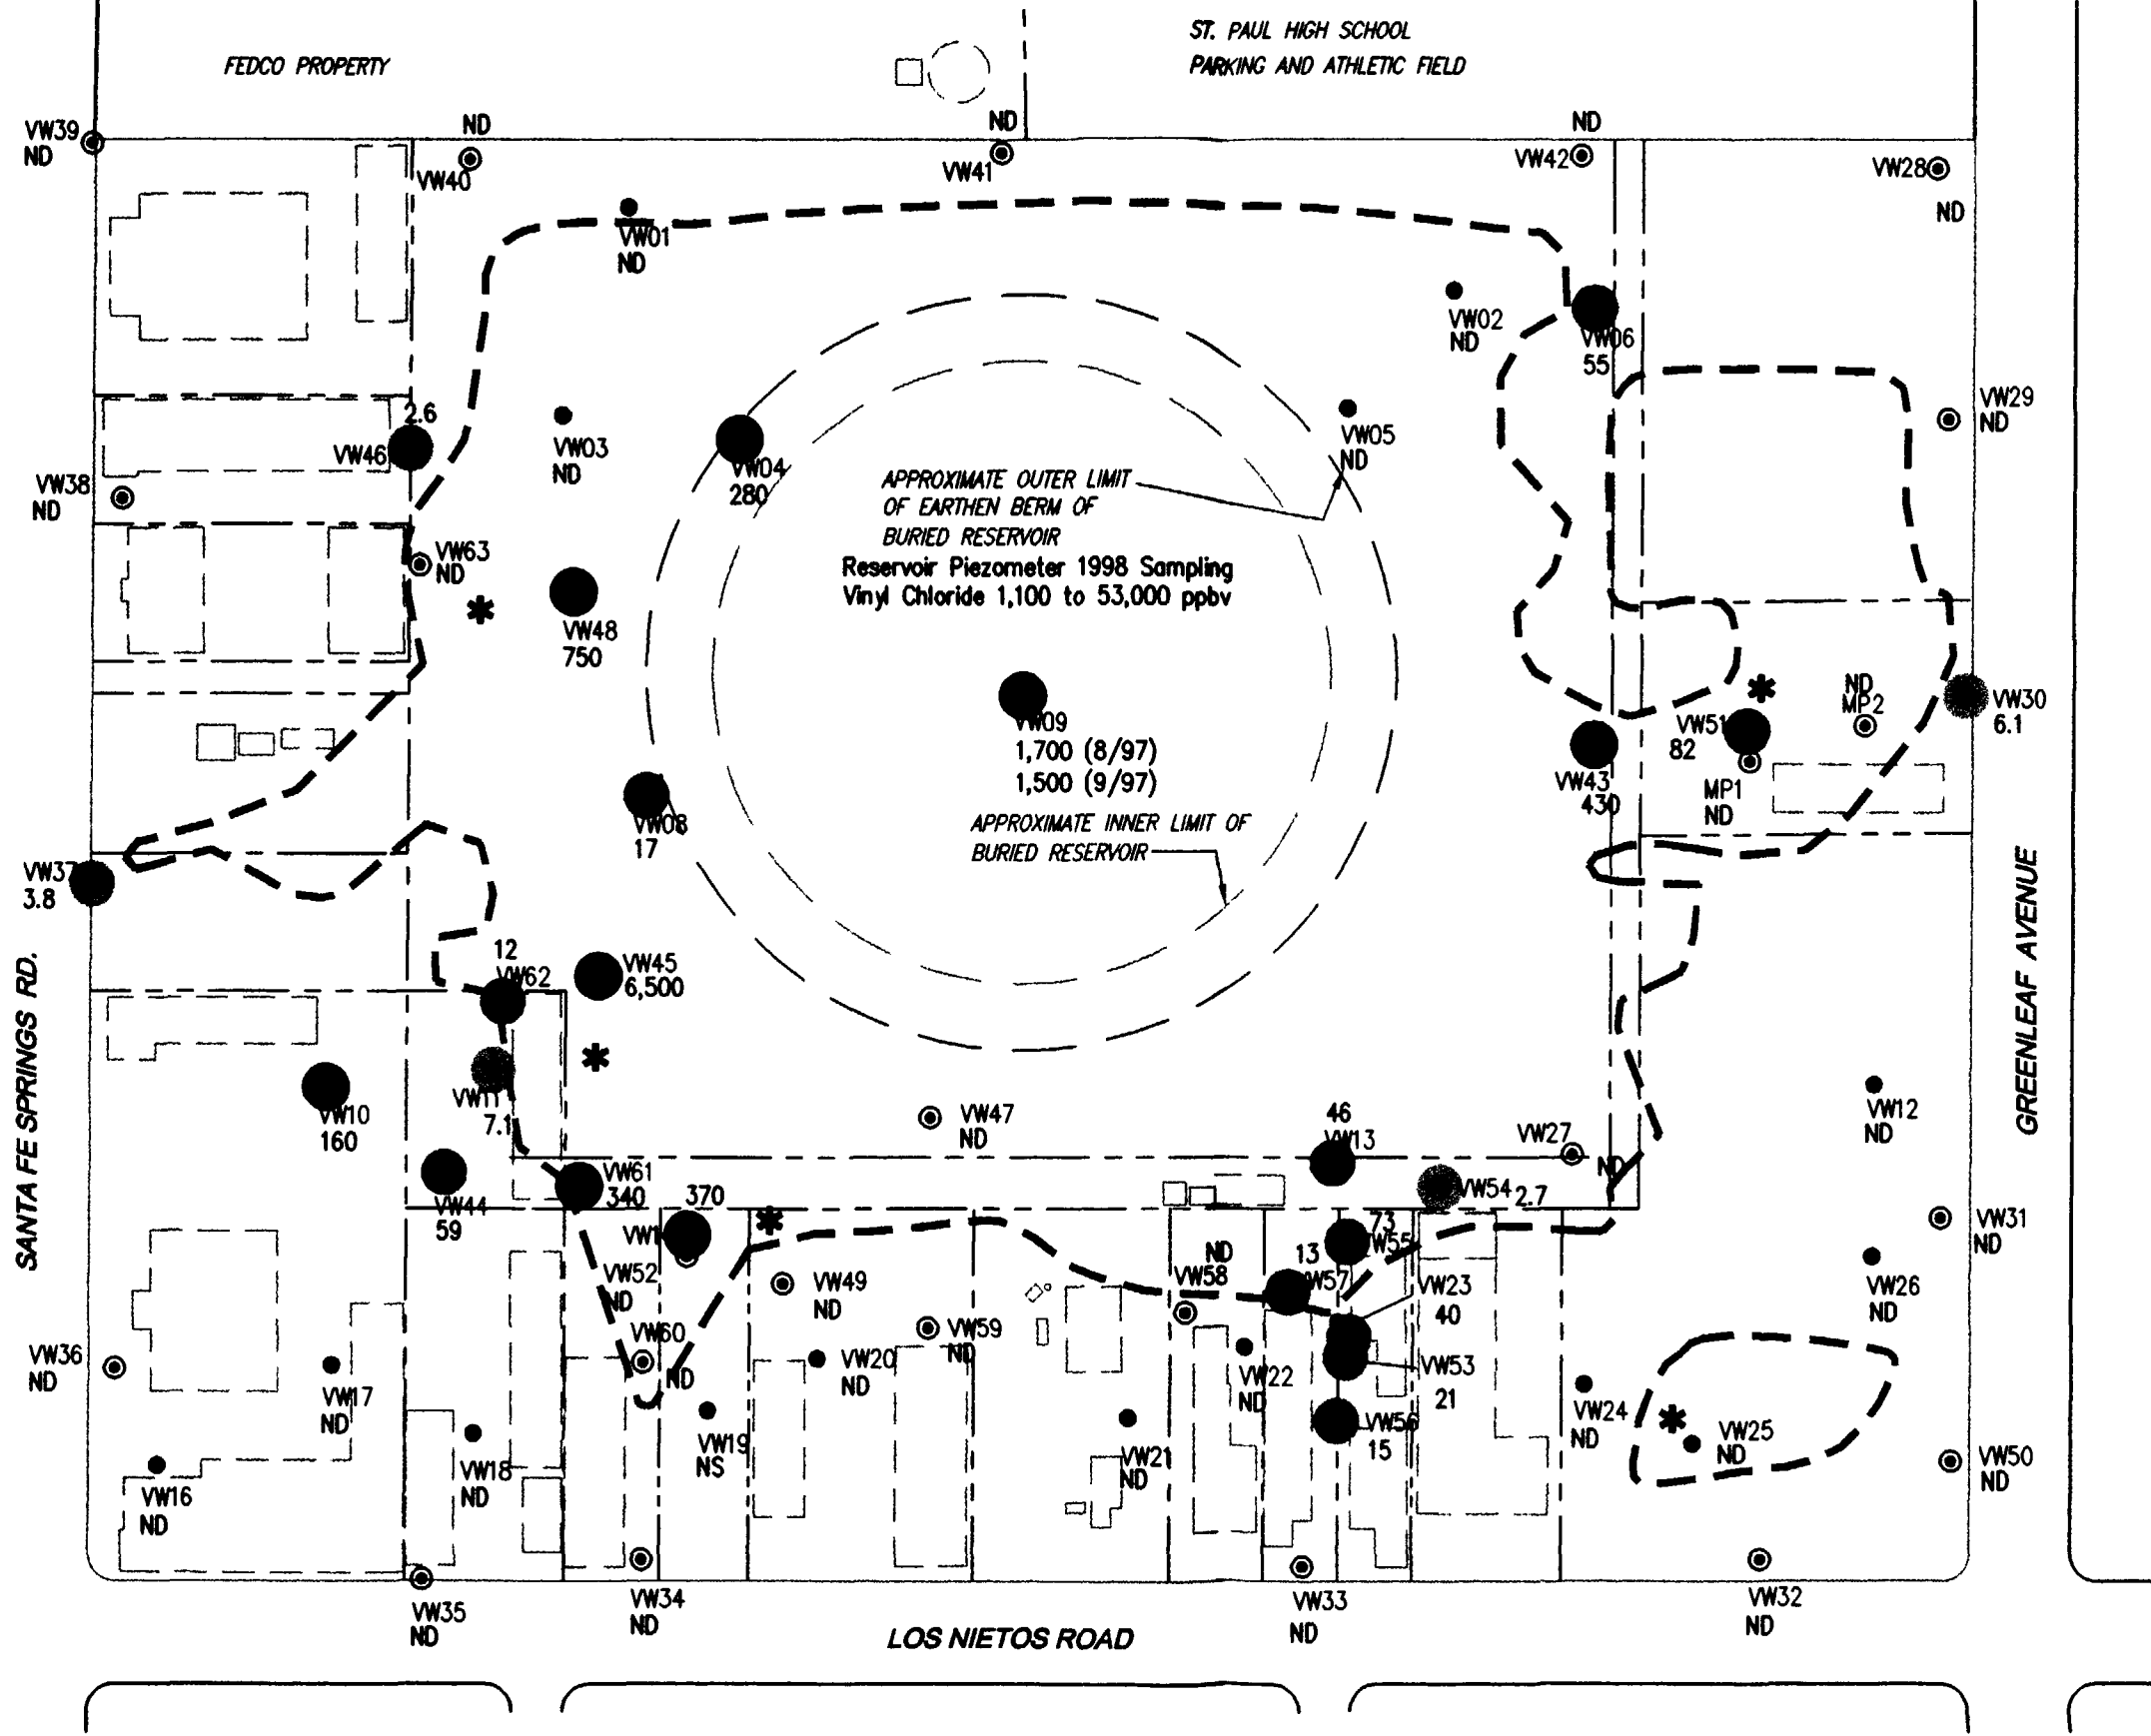 ST. PAUL HIGH SCHOOL
PARKING AND ATHLETIC FIELD
FEDCO PROPERTY
VW39
ND
ND
VW40
ND
VW41
ND
VW42
VW28
ND
VW01
ND
VW02
ND
VW06
55
VW29
ND
2.6
VW46
VW03
ND
VW04
280
VW05
ND
VW38
ND
APPROXIMATE OUTER LIMIT
OF EARTHEN BERM OF
BURIED RESERVOIR
Reservoir Piezometer 1998 Sampling
Vinyl Chloride 1,100 to 53,000 ppbv
VW63
ND
*
VW48
750
VW09
1,700 (8/97)
1,500 (9/97)
*
ND
MP2
VW30
6.1
VW51
82
MP1
ND
VW43
430
VW08
17
APPROXIMATE INNER LIMIT OF
BURIED RESERVOIR
VW37
3.8
12
VW62
VW45
6,500
*
VW11
7.1
VW10
160
VW47
ND
46
VW13
VW27
ND
VW12
ND
SANTA FE SPRINGS RD.
GREENLEAF AVENUE
VW44
59
VW61
340
370
VW1
*
VW54 2.7
VW31
ND
73
VW55
13
VW57
ND
VW58
VW52
ND
VW49
ND
VW23
40
VW26
ND
VW60
ND
VW59
ND
VW36
ND
VW17
ND
VW20
ND
VW22
ND
VW53
21
VW24
ND
*
VW25
ND
VW56
15
VW19
NS
VW18
ND
VW21
ND
VW50
ND
VW16
ND
VW35
ND
VW34
ND
VW33
ND
VW32
ND
LOS NIETOS ROAD